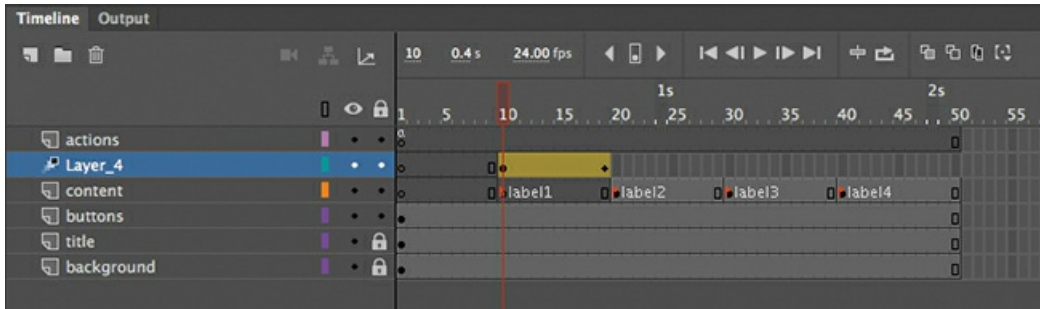 Timeline Output
10 0.4 s 24.00 fps
1s 2s
1 5 10 15 20 25 30 35 40 45 50 55
actions a
Layer_4
content label1 label2 label3 label4
buttons
title
background